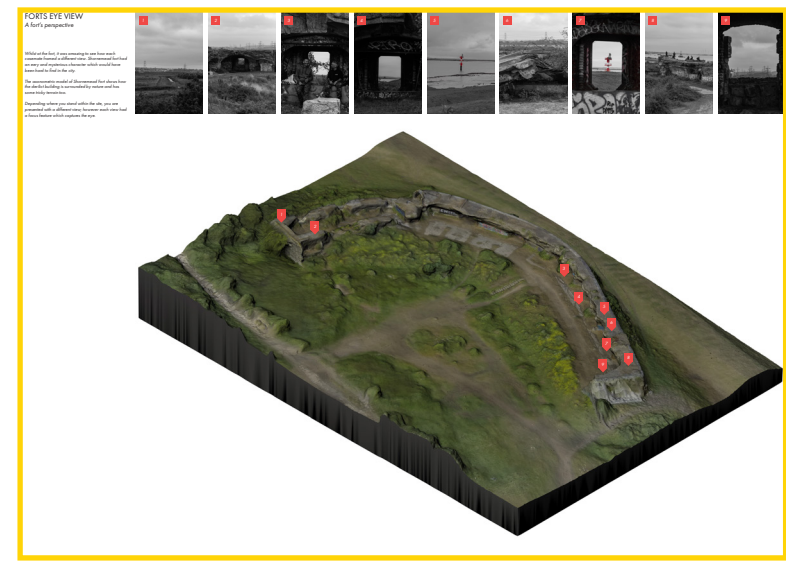 FORTS EYE VIEW
A fort's perspective
Whilst at the fort, it was amazing to see how each
casemate framed a different view. Shornemead fort had
an eery and mysterious character which would have
been hard to find in the city.
The axonometric model of Shornemead fort shows how
the derilict building is surrounded by nature and has
some tricky terrain too.
Depending where you stand within the site, you are
presented with a different view, however each view had
a focus feature which captures the eye
1
2
3
4
5
6
7
8
9
1
2